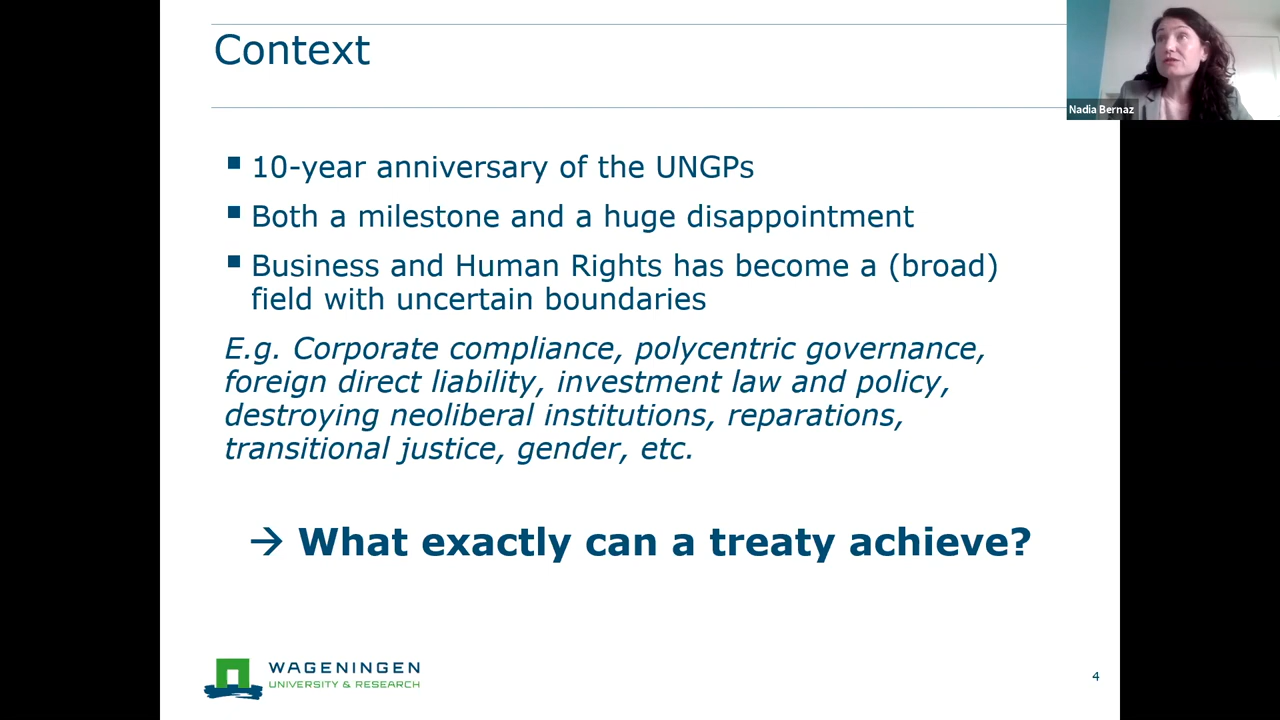 Context
Nadia Bernaz
10-year anniversary of the UNGPs
Both a milestone and a huge disappointment
Business and Human Rights has become a (broad)
field with uncertain boundaries
E.g. Corporate compliance, polycentric governance,
foreign direct liability, investment law and policy,
destroying neoliberal institutions, reparations,
transitional justice, gender, etc.
→ What exactly can a treaty achieve?
WAGENINGEN
UNIVERSITY & RESEARCH
4